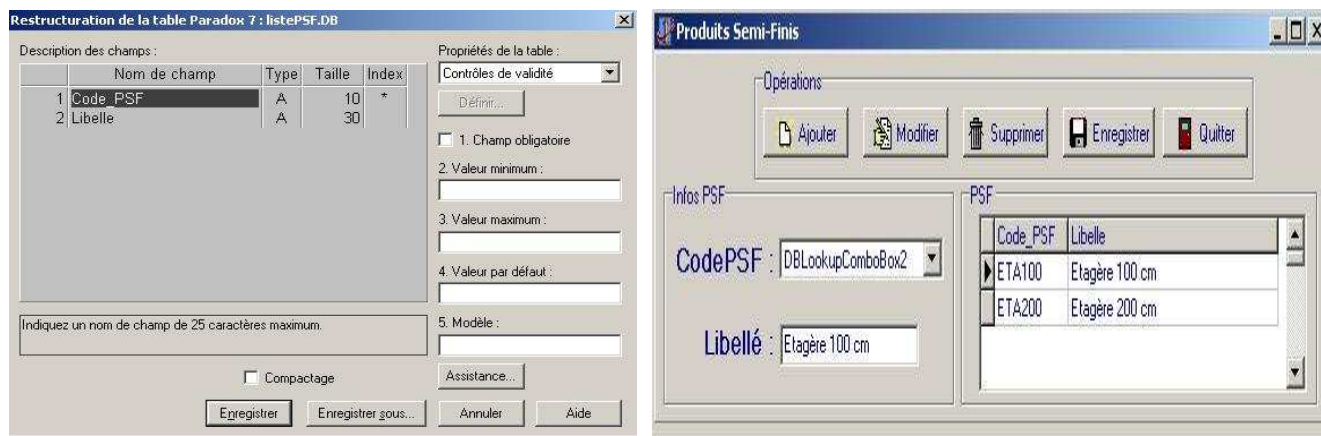 Restructuration de la table Paradox 7 : listePSF.DB
Description des champs :
Nom de champ Type Taille Index
1 Code_PSF A 10 *
2 Libelle A 30
Indiquez un nom de champ de 25 caractères maximum.
Compactage
Enregistrer Enregistrer sous...
Propriétés de la table :
Contrôles de validité
Définir...
1. Champ obligatoire
2. Valeur minimum :
3. Valeur maximum :
4. Valeur par défaut :
5. Modèle :
Assistance...
Annuler Aide
Produits Semi-Finis
Opérations
Ajouter Modifier Supprimer Enregistrer Quitter
Infos PSF
CodePSF : DBLookupComboBox2
Libellé : Etagère 100 cm
PSF
Code_PSF Libelle
ETA100 Etagère 100 cm
ETA200 Etagère 200 cm